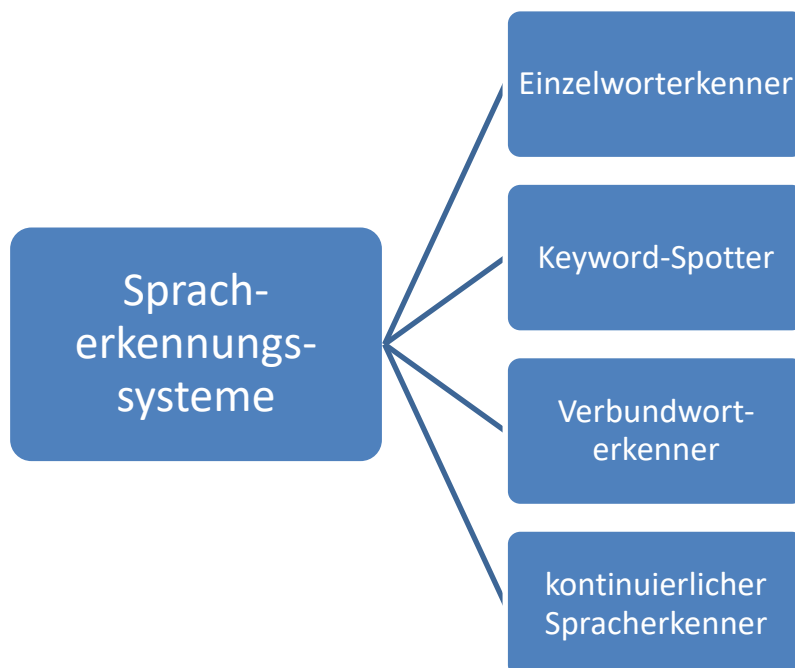 Sprach-
erkennungs-
systeme
Einzelworterkenner
Keyword-Spotter
Verbundwort-
erkenner
kontinuierlicher
Spracherkenner